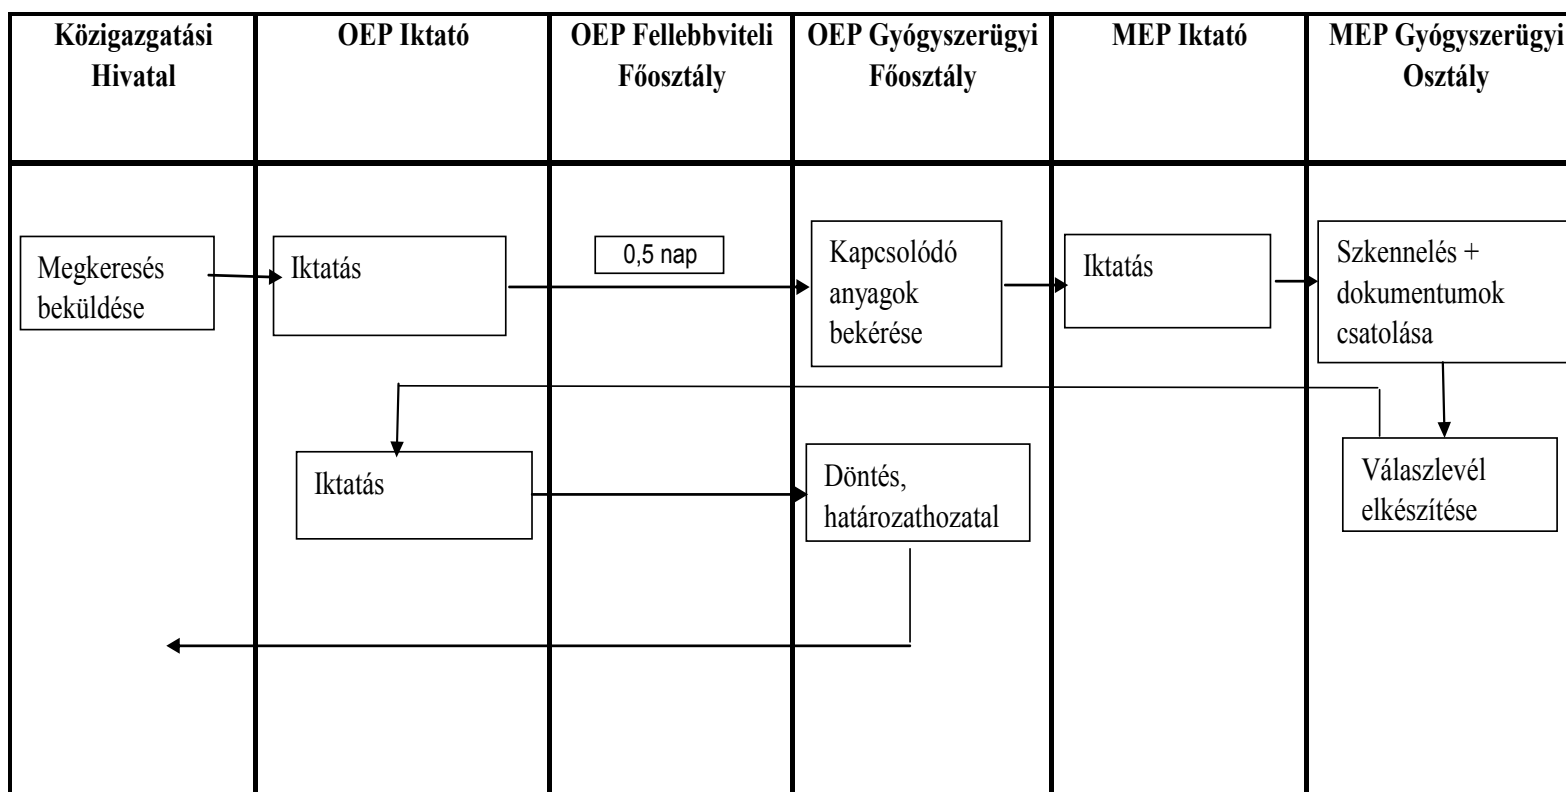 Közigazgatási
Hivatal
OEP Iktató
OEP Fellebbviteli
Főosztály
OEP Gyógyszerügyi
Főosztály
MEP Iktató
MEP Gyógyszerügyi
Osztály
Megkeresés
beküldése
Iktatás
0,5 nap
Kapcsolódó
anyagok
bekérése
Iktatás
Szkennelés +
dokumentumok
csatolása
Iktatás
Döntés,
határozathozatal
Válaszlevél
elkészítése